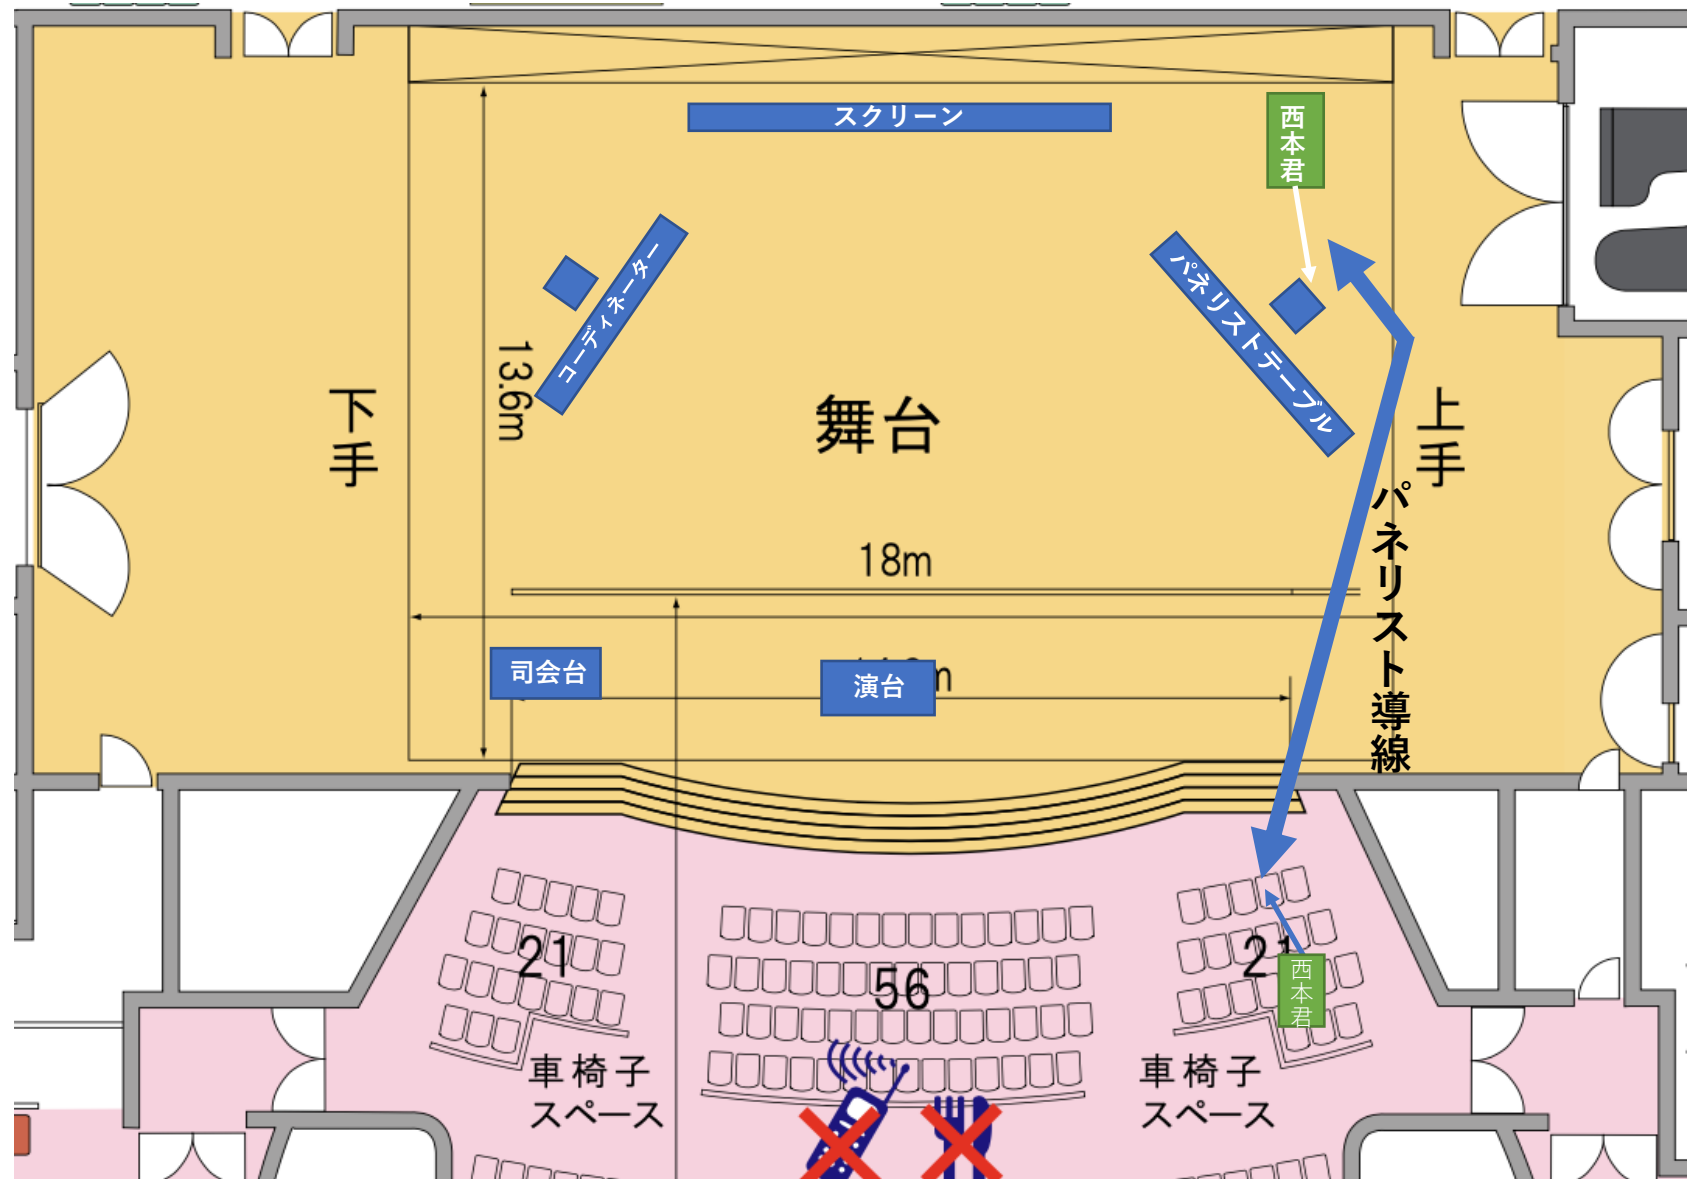 スクリーン
西本君
コーディネーター
パネリストテーブル
13.6m
下手
舞台
上手
18m
パネリスト導線
司会台
演台
m
21
56
21
西本君
車椅子
スペース
車椅子
スペース